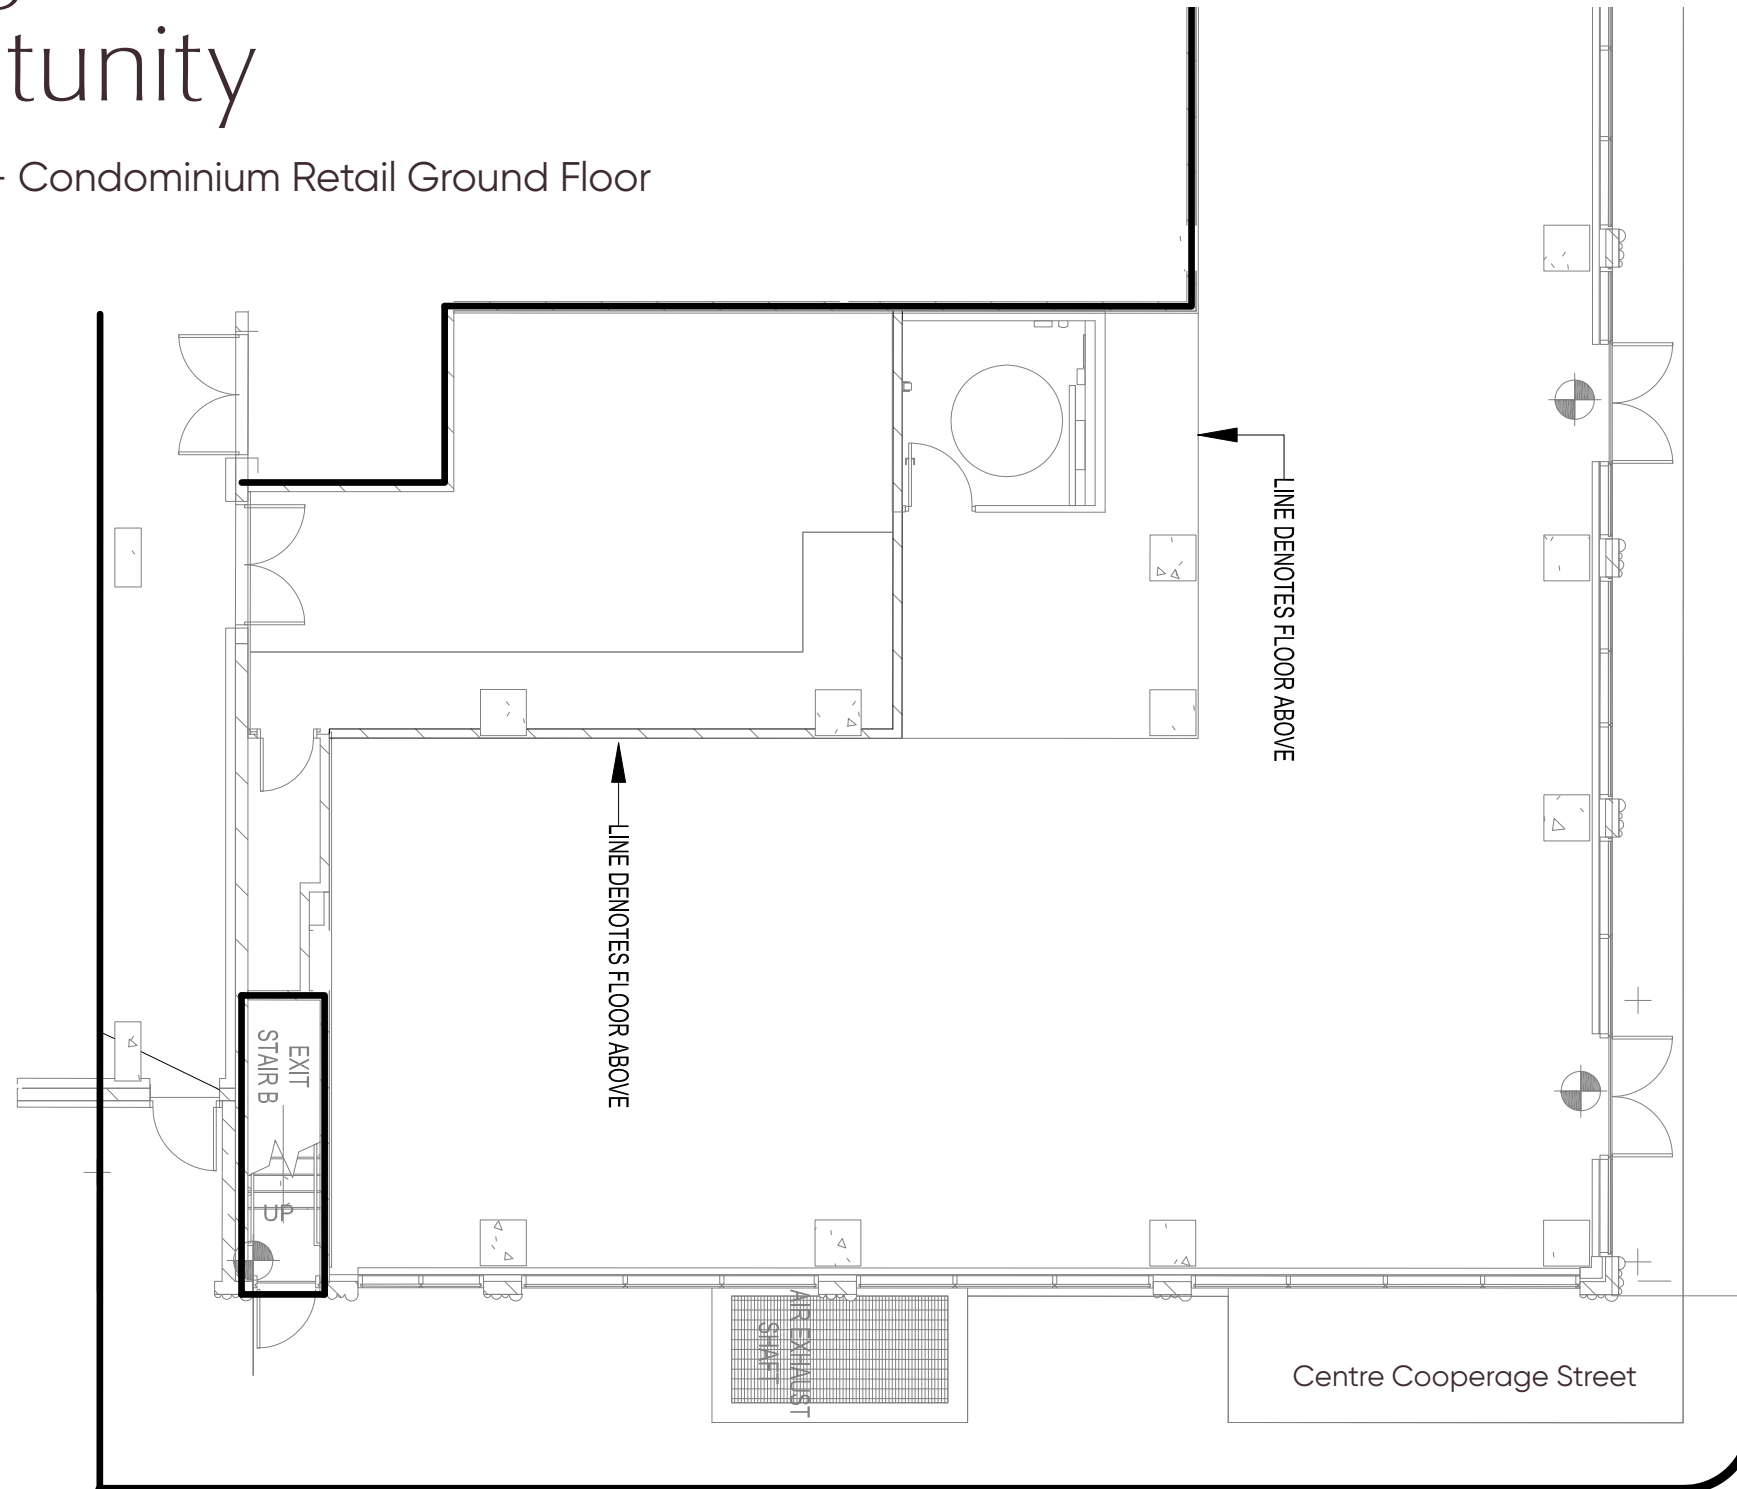 tunity
- Condominium Retail Ground Floor
LINE DENOTES FLOOR ABOVE
LINE DENOTES FLOOR ABOVE
EXIT
STAIR B
UP
AIR EXHAUST
SHAFT
Centre Cooperage Street